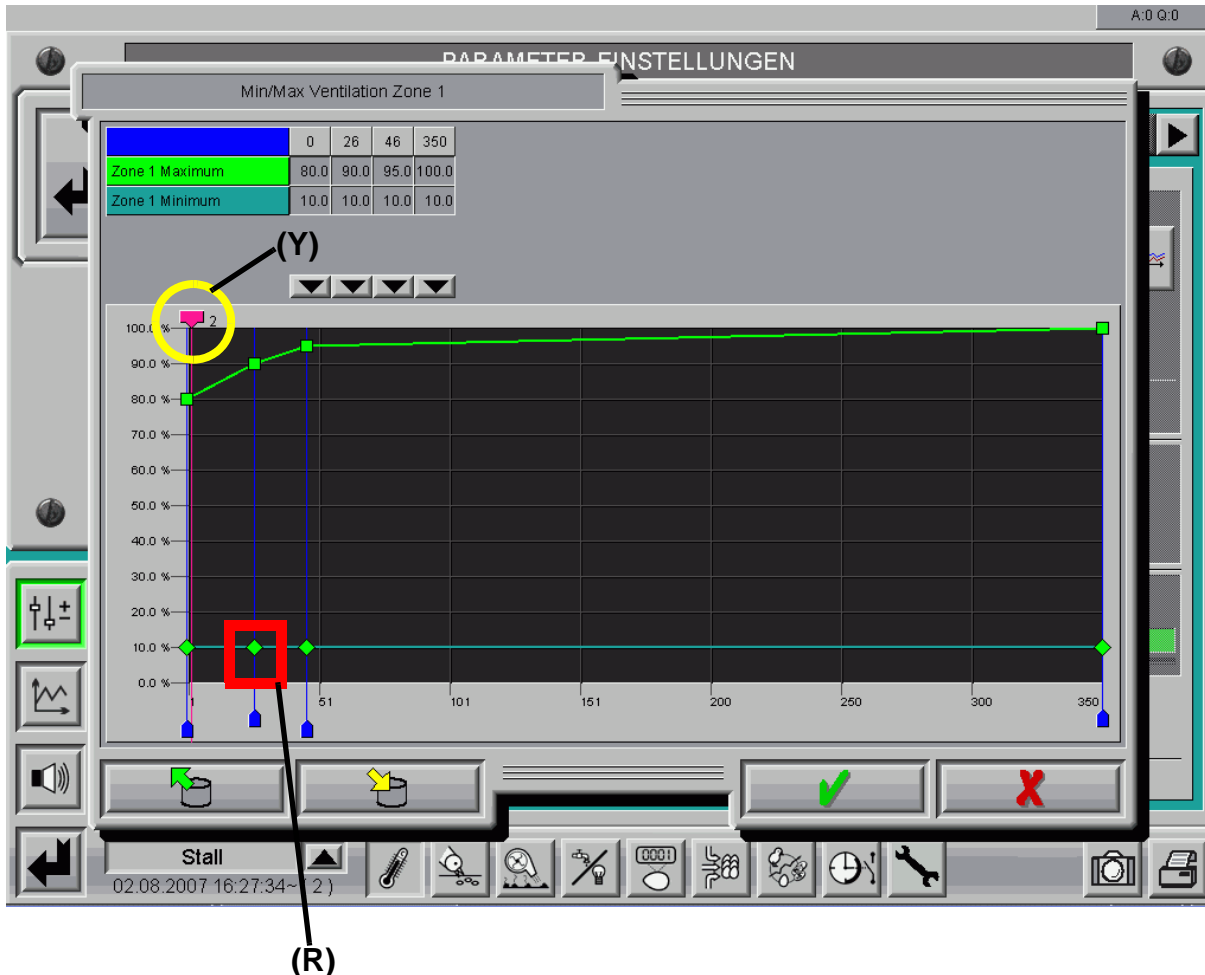 A:0 Q:0
PARAMETER EINSTELLUNGEN
Min/Max Ventilation Zone 1
0 26 46 350
Zone 1 Maximum 80.0 90.0 95.0 100.0
Zone 1 Minimum 10.0 10.0 10.0 10.0
(Y)
2
100.0 %
90.0 %
80.0 %
70.0 %
60.0 %
50.0 %
40.0 %
30.0 %
20.0 %
10.0 %
0.0 %
1 51 101 151 200 250 300 350
0001
Stall
02.08.2007 16:27:34~( 2 )
(R)